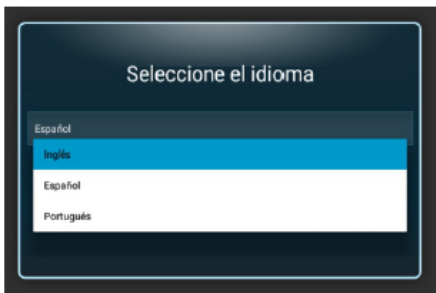 Seleccione el idioma
Español
Inglés
Español
Portugués